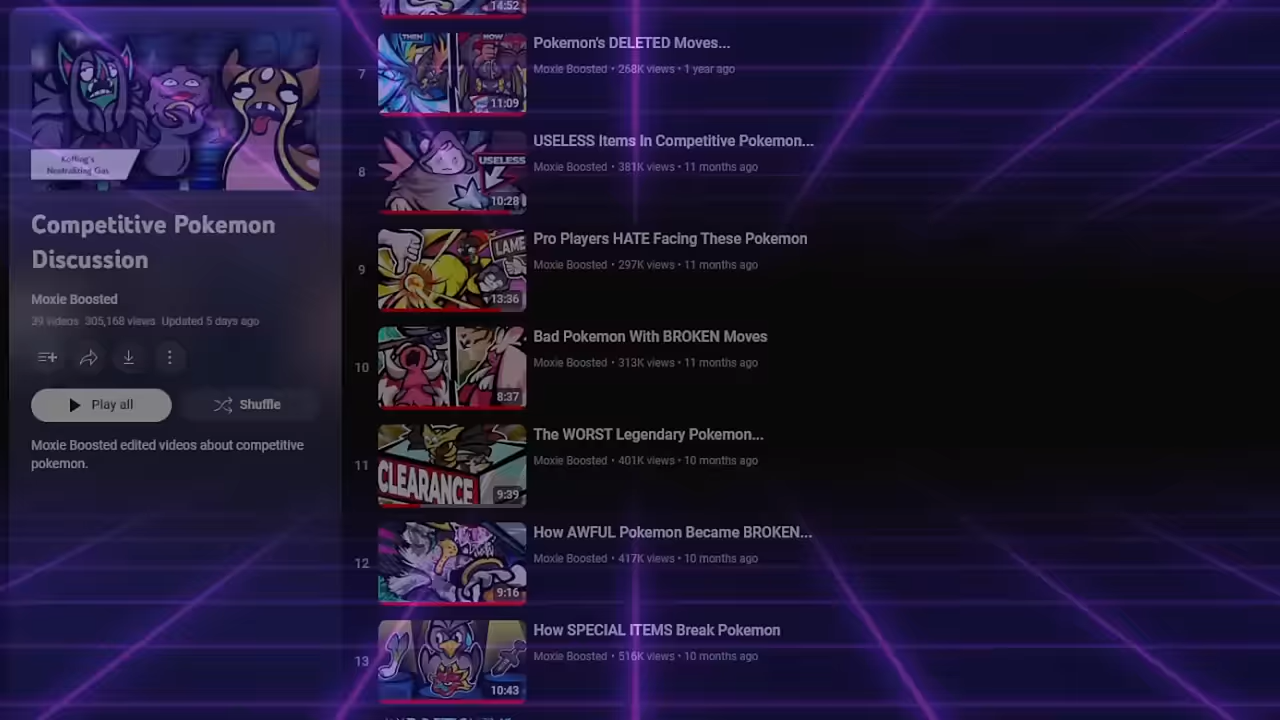 Koffing's
Neutralizing Gas
Competitive Pokemon
Discussion
Moxie Boosted
39 videos 305,168 views Updated 5 days ago
Play all
Shuffle
Moxie Boosted edited videos about competitive
pokemon.
14:52
7
THEN
NOW
11:09
Pokemon's DELETED Moves...
Moxie Boosted • 268K views • 1 year ago
8
USELESS
10:28
USELESS Items In Competitive Pokemon...
Moxie Boosted • 381K views • 11 months ago
9
LAME
13:36
Pro Players HATE Facing These Pokemon
Moxie Boosted • 297K views • 11 months ago
10
8:37
Bad Pokemon With BROKEN Moves
Moxie Boosted • 313K views • 11 months ago
11
CLEARANCE
9:39
The WORST Legendary Pokemon...
Moxie Boosted • 401K views • 10 months ago
12
9:16
How AWFUL Pokemon Became BROKEN...
Moxie Boosted • 417K views • 10 months ago
13
10:43
How SPECIAL ITEMS Break Pokemon
Moxie Boosted • 516K views • 10 months ago